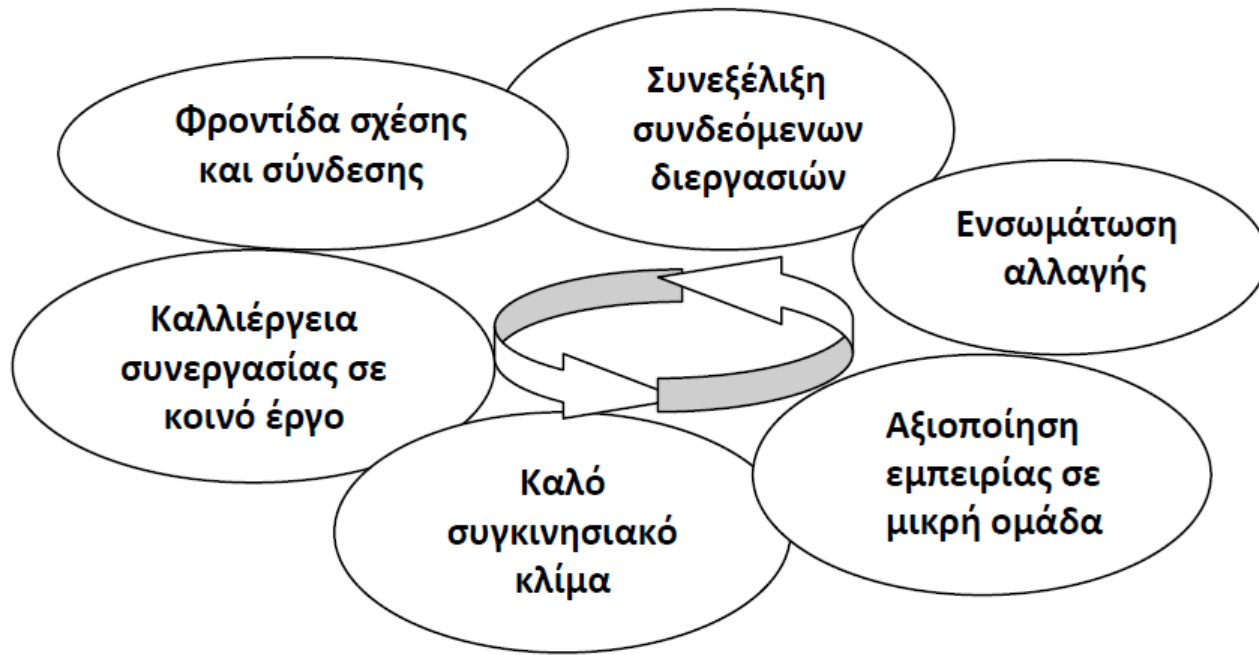 Φροντίδα σχέσης
και σύνδεσης
Συνεξέλιξη
συνδεόμενων
διεργασιών
Ενσωμάτωση
αλλαγής
Καλλιέργεια
συνεργασίας σε
κοινό έργο
Καλό
συγκινησιακό
κλίμα
Αξιοποίηση
εμπειρίας σε
μικρή ομάδα